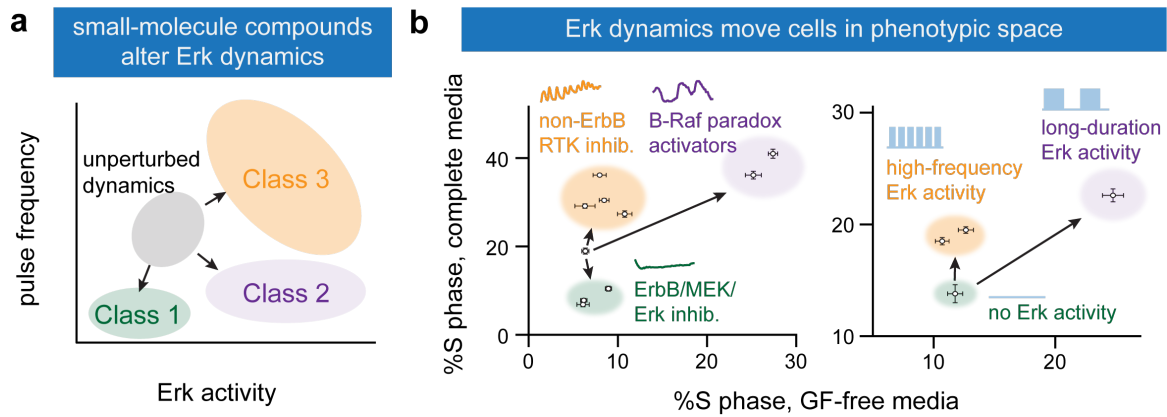 a
small-molecule compounds
alter Erk dynamics
pulse frequency
unperturbed
dynamics
Class 3
Class 2
Class 1
Erk activity
b
Erk dynamics move cells in phenotypic space
%S phase, complete media
non-ErbB
RTK inhib.
B-Raf paradox
activators
40
20
0
ErbB/MEK/
Erk inhib.
0
10
20
30
30
20
10
high-frequency
Erk activity
long-duration
Erk activity
no Erk activity
10
20
%S phase, GF-free media